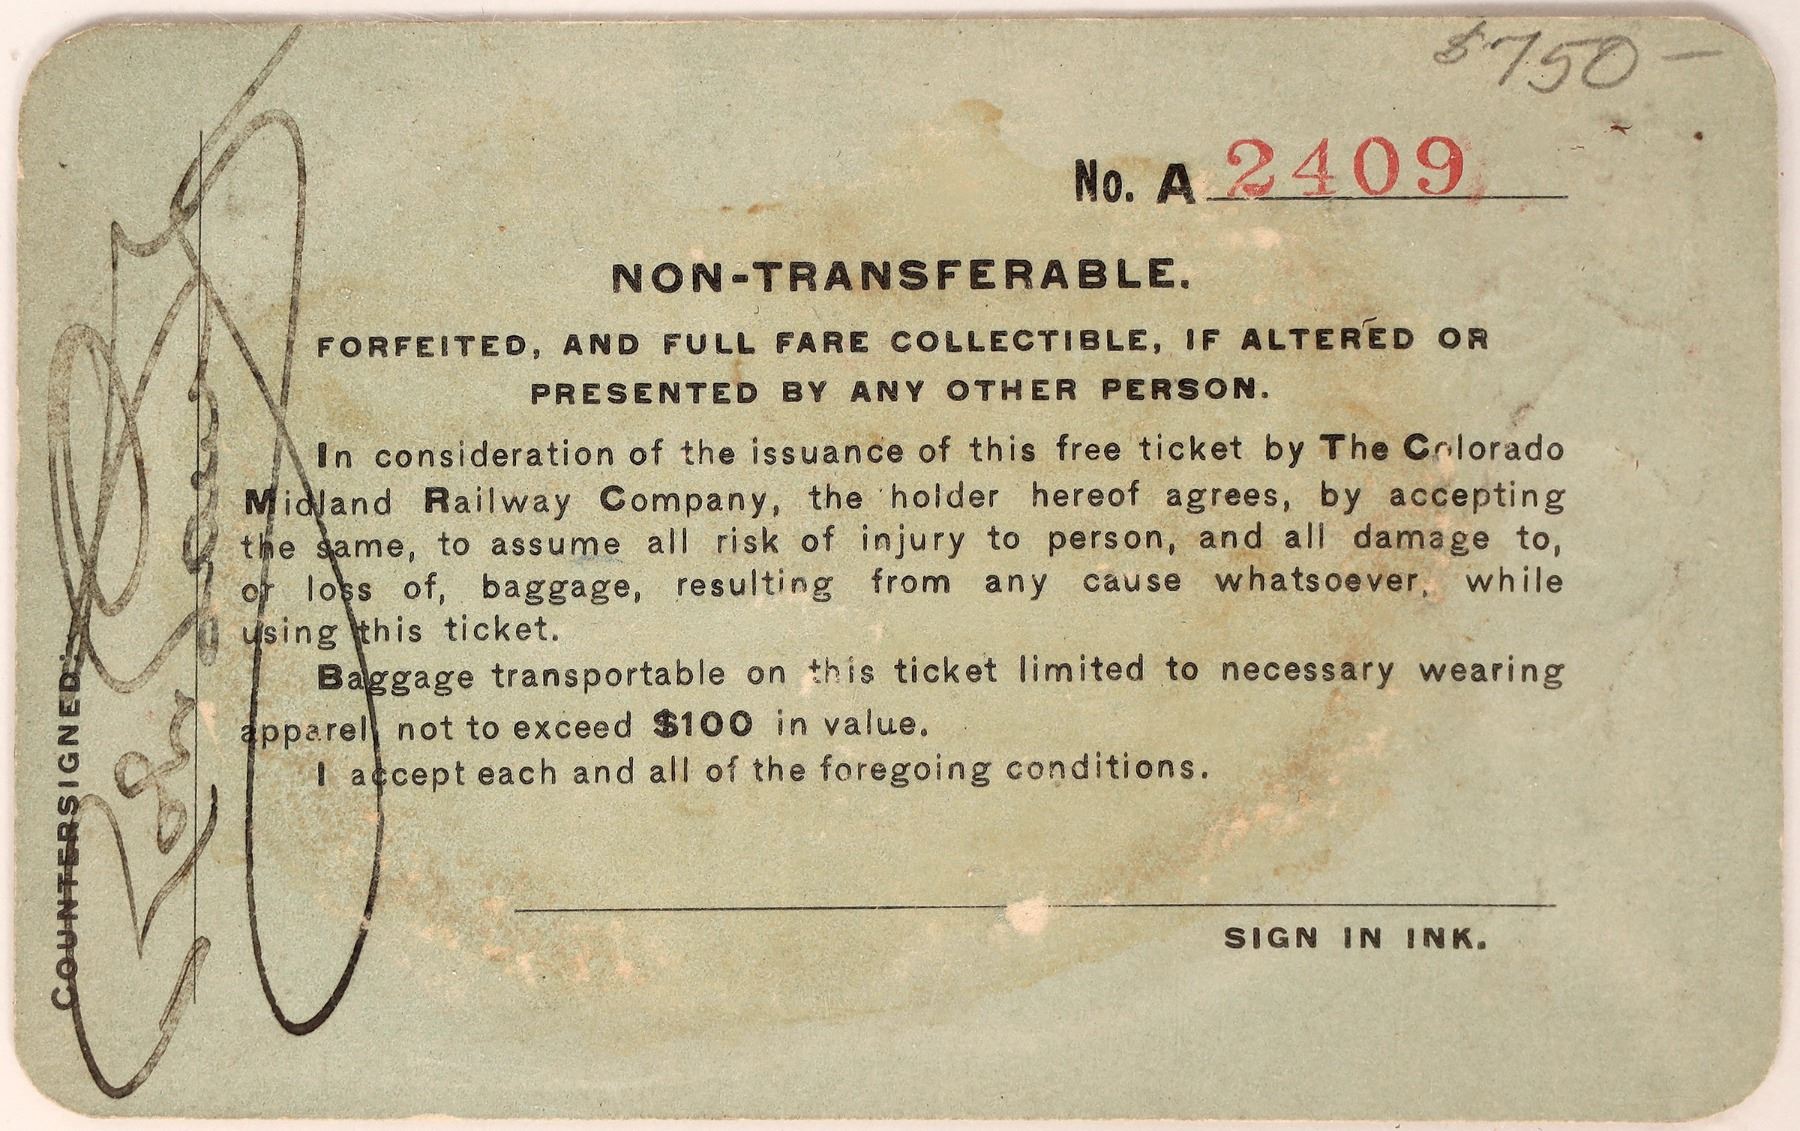 $750 —
No. A 2409
NON-TRANSFERABLE.
FORFEITED, AND FULL FARE COLLECTIBLE, IF ALTERED OR
PRESENTED BY ANY OTHER PERSON.
In consideration of the issuance of this free ticket by The Colorado
Midland Railway Company, the holder hereof agrees, by accepting
the same, to assume all risk of injury to person, and all damage to,
or loss of, baggage, resulting from any cause whatsoever, while
using this ticket.
Baggage transportable on this ticket limited to necessary wearing
apparel, not to exceed $100 in value.
I accept each and all of the foregoing conditions.
SIGN IN INK.
COUNTERSIGNED: